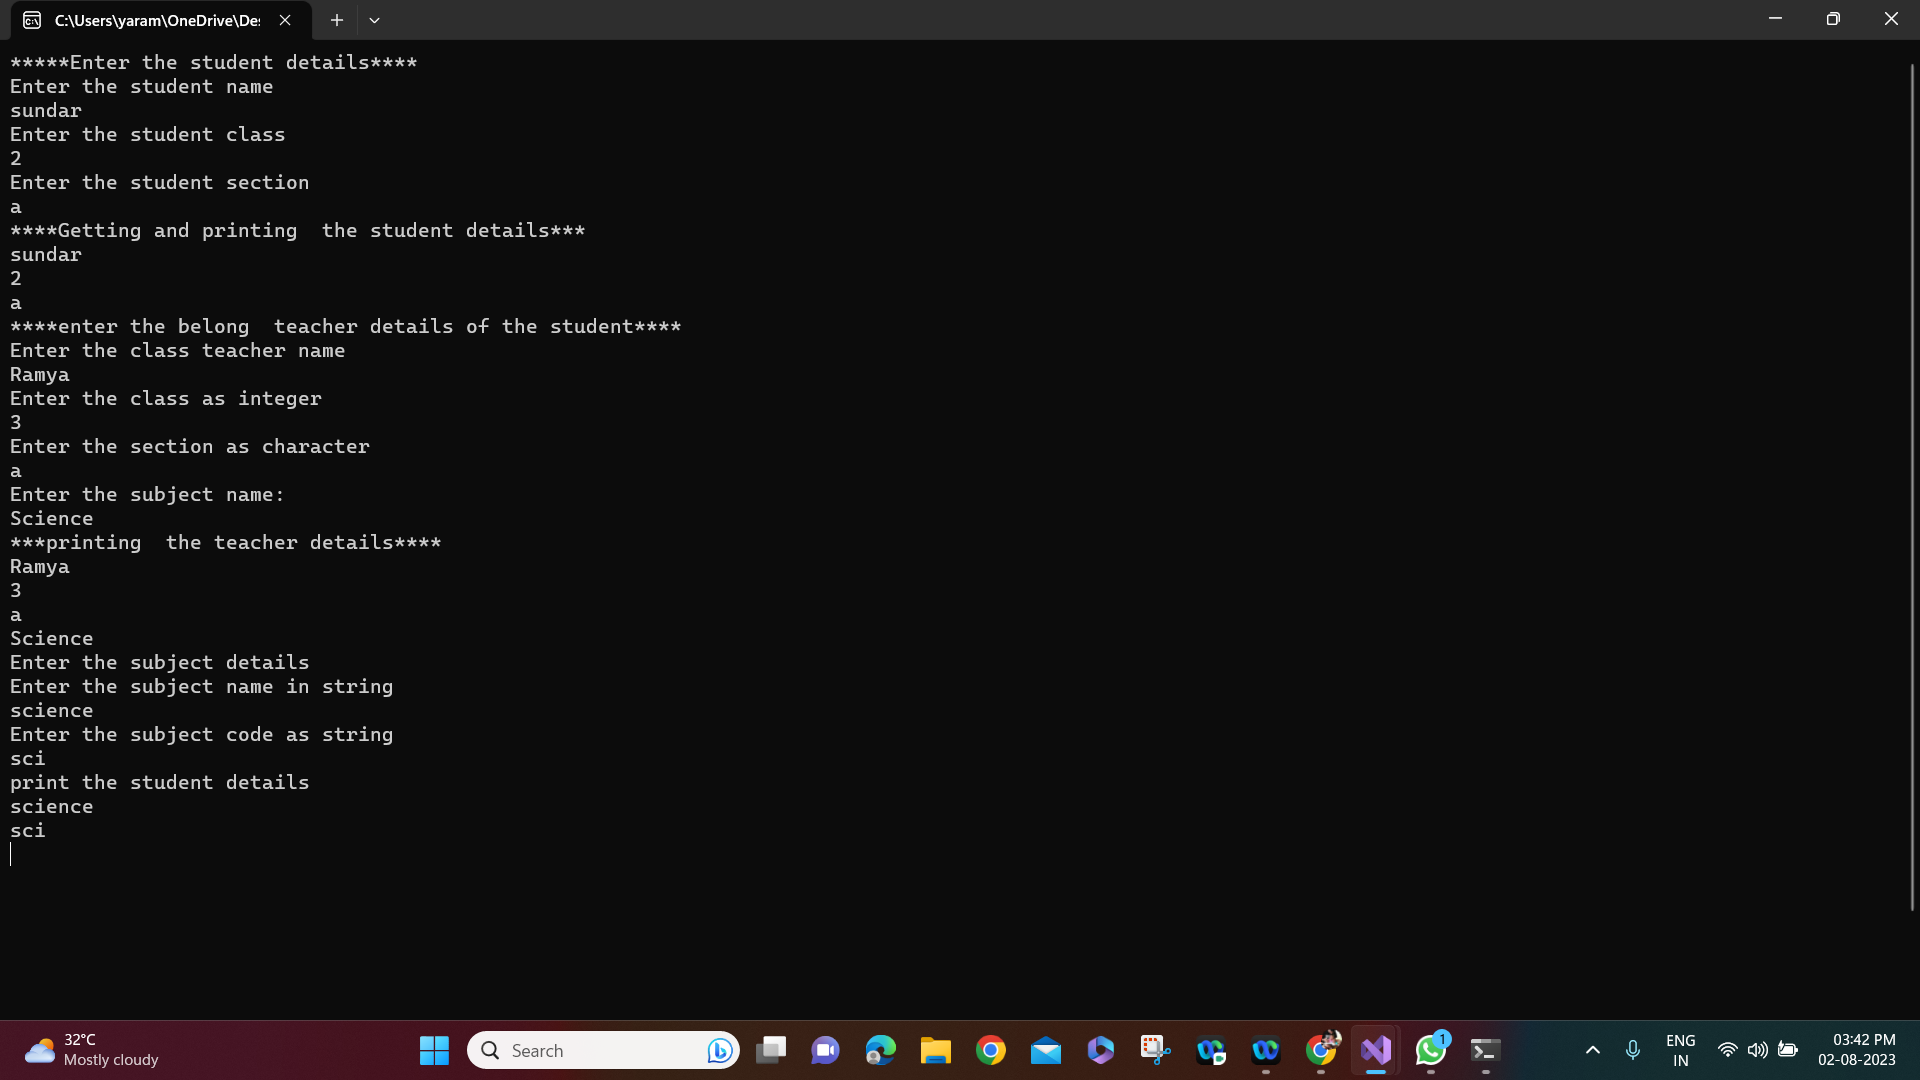 C:\Users\yaram\OneDrive\De
*****Enter the student details****
Enter the student name
sundar
Enter the student class
2
Enter the student section
a
****Getting and printing  the student details***
sundar
2
a
****enter the belong  teacher details of the student****
Enter the class teacher name
Ramya
Enter the class as integer
3
Enter the section as character
a
Enter the subject name:
Science
***printing  the teacher details****
Ramya
3
a
Science
Enter the subject details
Enter the subject name in string
science
Enter the subject code as string
sci
print the student details
science
sci
32°C
Mostly cloudy
Search
1
ENG
IN
03:42 PM
02-08-2023